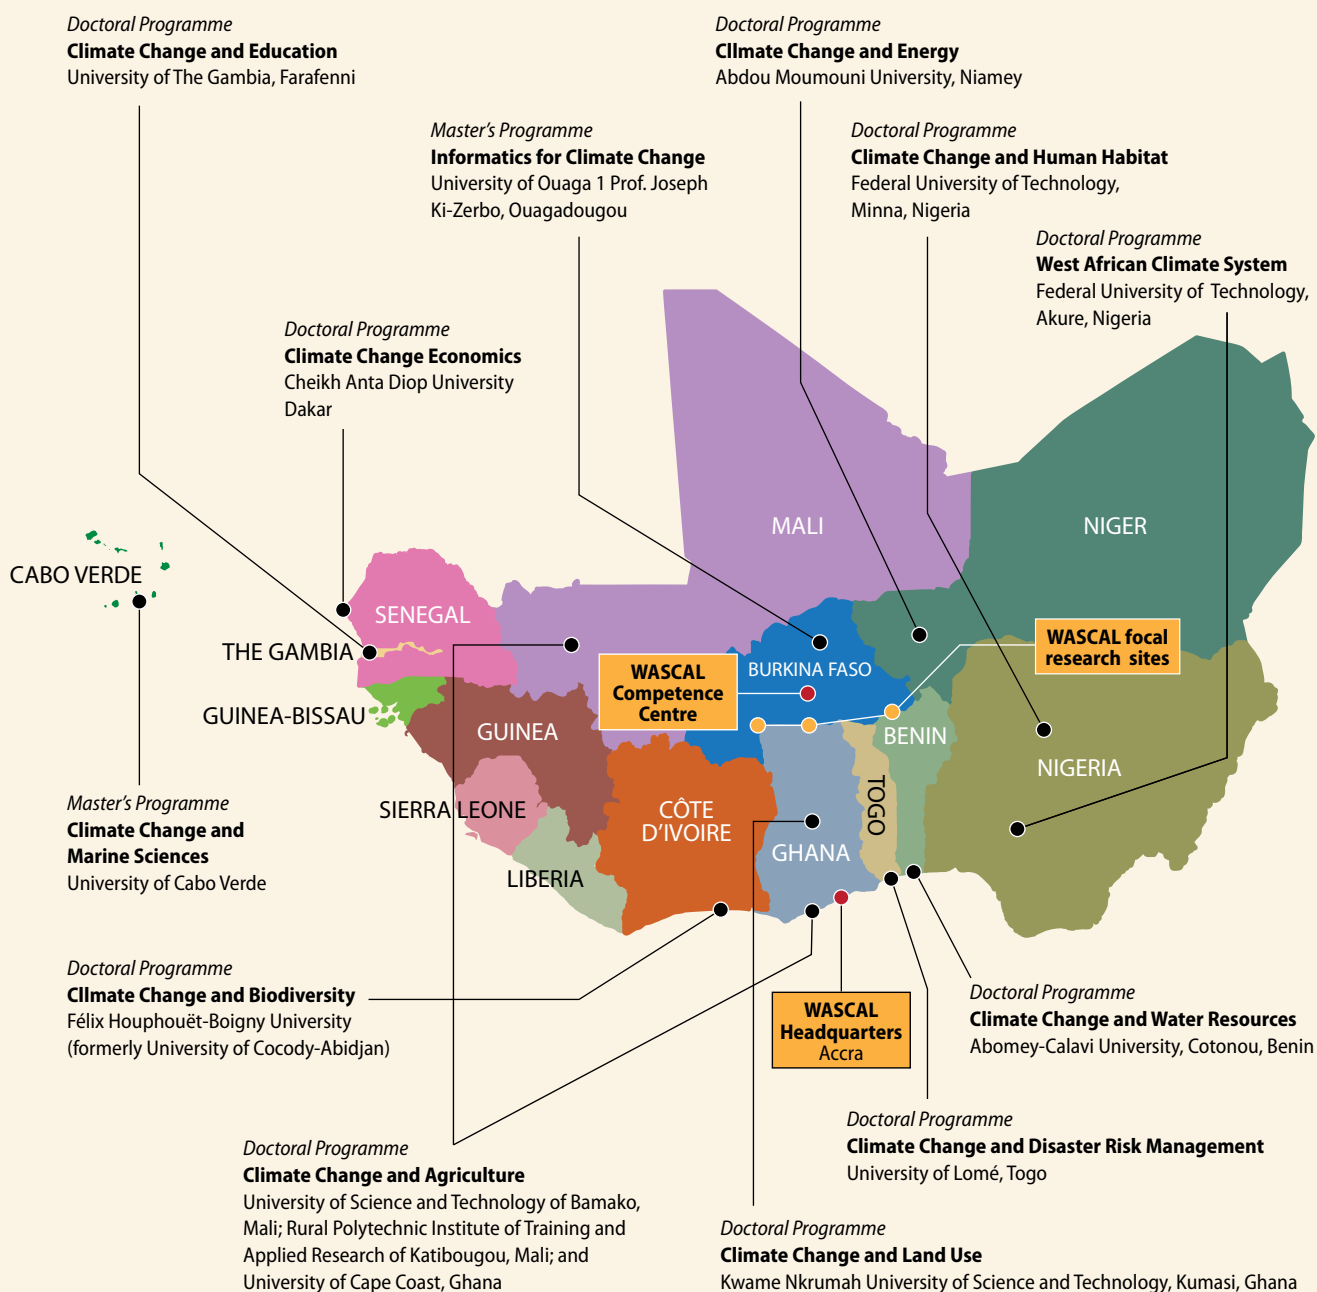 Doctoral Programme
Climate Change and Education
University of The Gambia, Farafenni
Doctoral Programme
ClImate Change and Energy
Abdou Moumouni University, Niamey
Master's Programme
Informatics for Climate Change
University of Ouaga 1 Prof. Joseph
Ki-Zerbo, Ouagadougou
Doctoral Programme
Climate Change and Human Habitat
Federal University of Technology,
Minna, Nigeria
Doctoral Programme
West African Climate System
Federal University of Technology,
Akure, Nigeria
Doctoral Programme
Climate Change Economics
Cheikh Anta Diop University
Dakar
MALI
NIGER
CABO VERDE
SENEGAL
THE GAMBIA
WASCAL focal
research sites
WASCAL
Competence
Centre
BURKINA FASO
GUINEA-BISSAU
GUINEA
BENIN
NIGERIA
SIERRA LEONE
CÔTE
D'IVOIRE
TOGO
GHANA
LIBERIA
Master's Programme
Climate Change and
Marine Sciences
University of Cabo Verde
Doctoral Programme
ClImate Change and Biodiversity
Félix Houphouët-Boigny University
(formerly University of Cocody-Abidjan)
WASCAL
Headquarters
Accra
Doctoral Programme
Climate Change and Water Resources
Abomey-Calavi University, Cotonou, Benin
Doctoral Programme
Climate Change and Disaster Risk Management
University of Lomé, Togo
Doctoral Programme
Climate Change and Agriculture
University of Science and Technology of Bamako,
Mali; Rural Polytechnic Institute of Training and
Applied Research of Katibougou, Mali; and
University of Cape Coast, Ghana
Doctoral Programme
Climate Change and Land Use
Kwame Nkrumah University of Science and Technology, Kumasi, Ghana